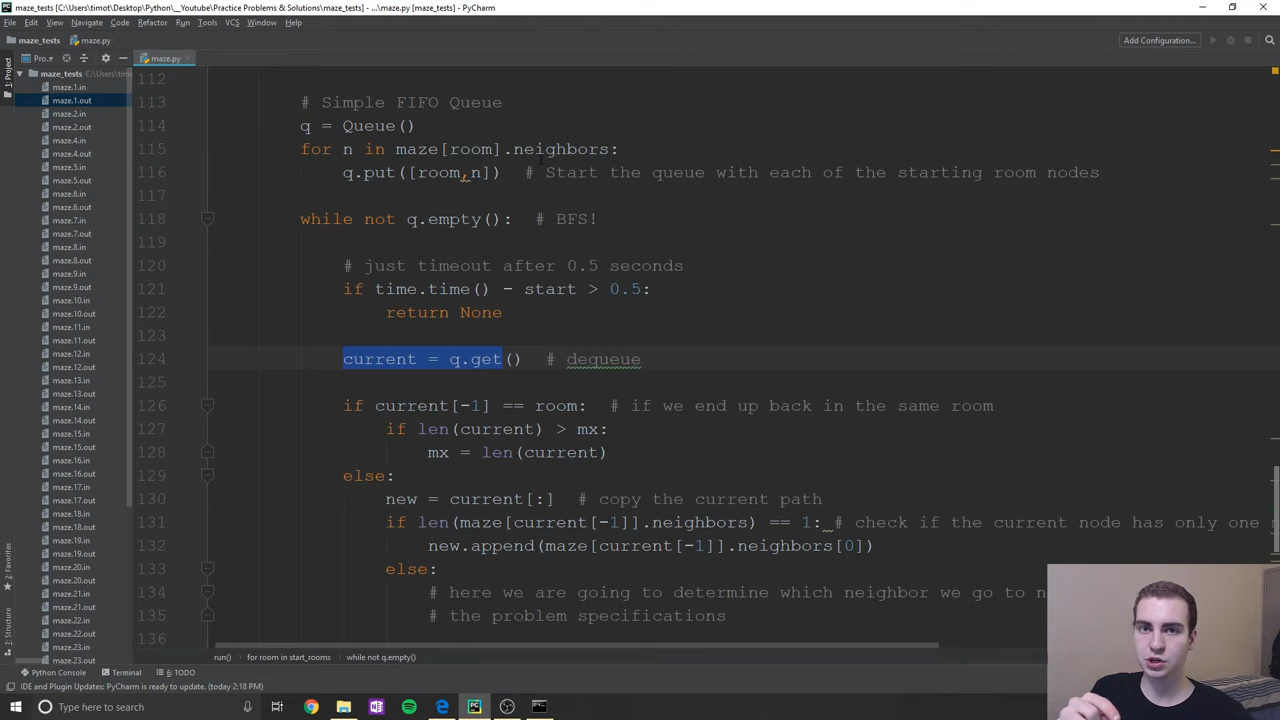 maze_tests [C:\Users\timot\Desktop\Python\__Youtube\Practice Problems & Solutions\maze_tests] - ...\maze.py [maze_tests] - PyCharm
File Edit View Navigate Code Refactor Run Tools VCS Window Help
maze_tests maze.py Add Configuration...
1: Project
Pro..
maze.py
maze_tests C:\Users\timot
maze.1.in
maze.1.out
maze.2.in
maze.2.out
maze.4.in
maze.4.out
maze.5.in
maze.5.out
maze.6.in
maze.6.out
maze.7.in
maze.7.out
maze.8.in
maze.8.out
maze.9.in
maze.9.out
maze.10.in
maze.10.out
maze.11.in
maze.11.out
maze.12.in
maze.12.out
maze.13.in
maze.13.out
maze.14.in
maze.14.out
maze.15.in
maze.15.out
maze.16.in
maze.16.out
maze.17.in
maze.17.out
maze.18.in
maze.18.out
maze.19.in
maze.19.out
maze.20.in
maze.20.out
maze.21.in
maze.21.out
maze.22.in
maze.22.out
maze.23.in
maze.23.out
2: Favorites
7: Structure
112
113 # Simple FIFO Queue
114 q = Queue()
115 for n in maze[room].neighbors:
116 q.put([room,n]) # Start the queue with each of the starting room nodes
117
118 while not q.empty(): # BFS!
119
120 # just timeout after 0.5 seconds
121 if time.time() - start > 0.5:
122 return None
123
124 current = q.get() # dequeue
125
126 if current[-1] == room: # if we end up back in the same room
127 if len(current) > mx:
128 mx = len(current)
129 else:
130 new = current[:] # copy the current path
131 if len(maze[current[-1]].neighbors) == 1: # check if the current node has only one
132 new.append(maze[current[-1]].neighbors[0])
133 else:
134 # here we are going to determine which neighbor we go to
135 # the problem specifications
136
run() for room in start_rooms while not q.empty()
Python Console Terminal 6: TODO
IDE and Plugin Updates: PyCharm is ready to update. (today 2:18 PM)
Type here to search